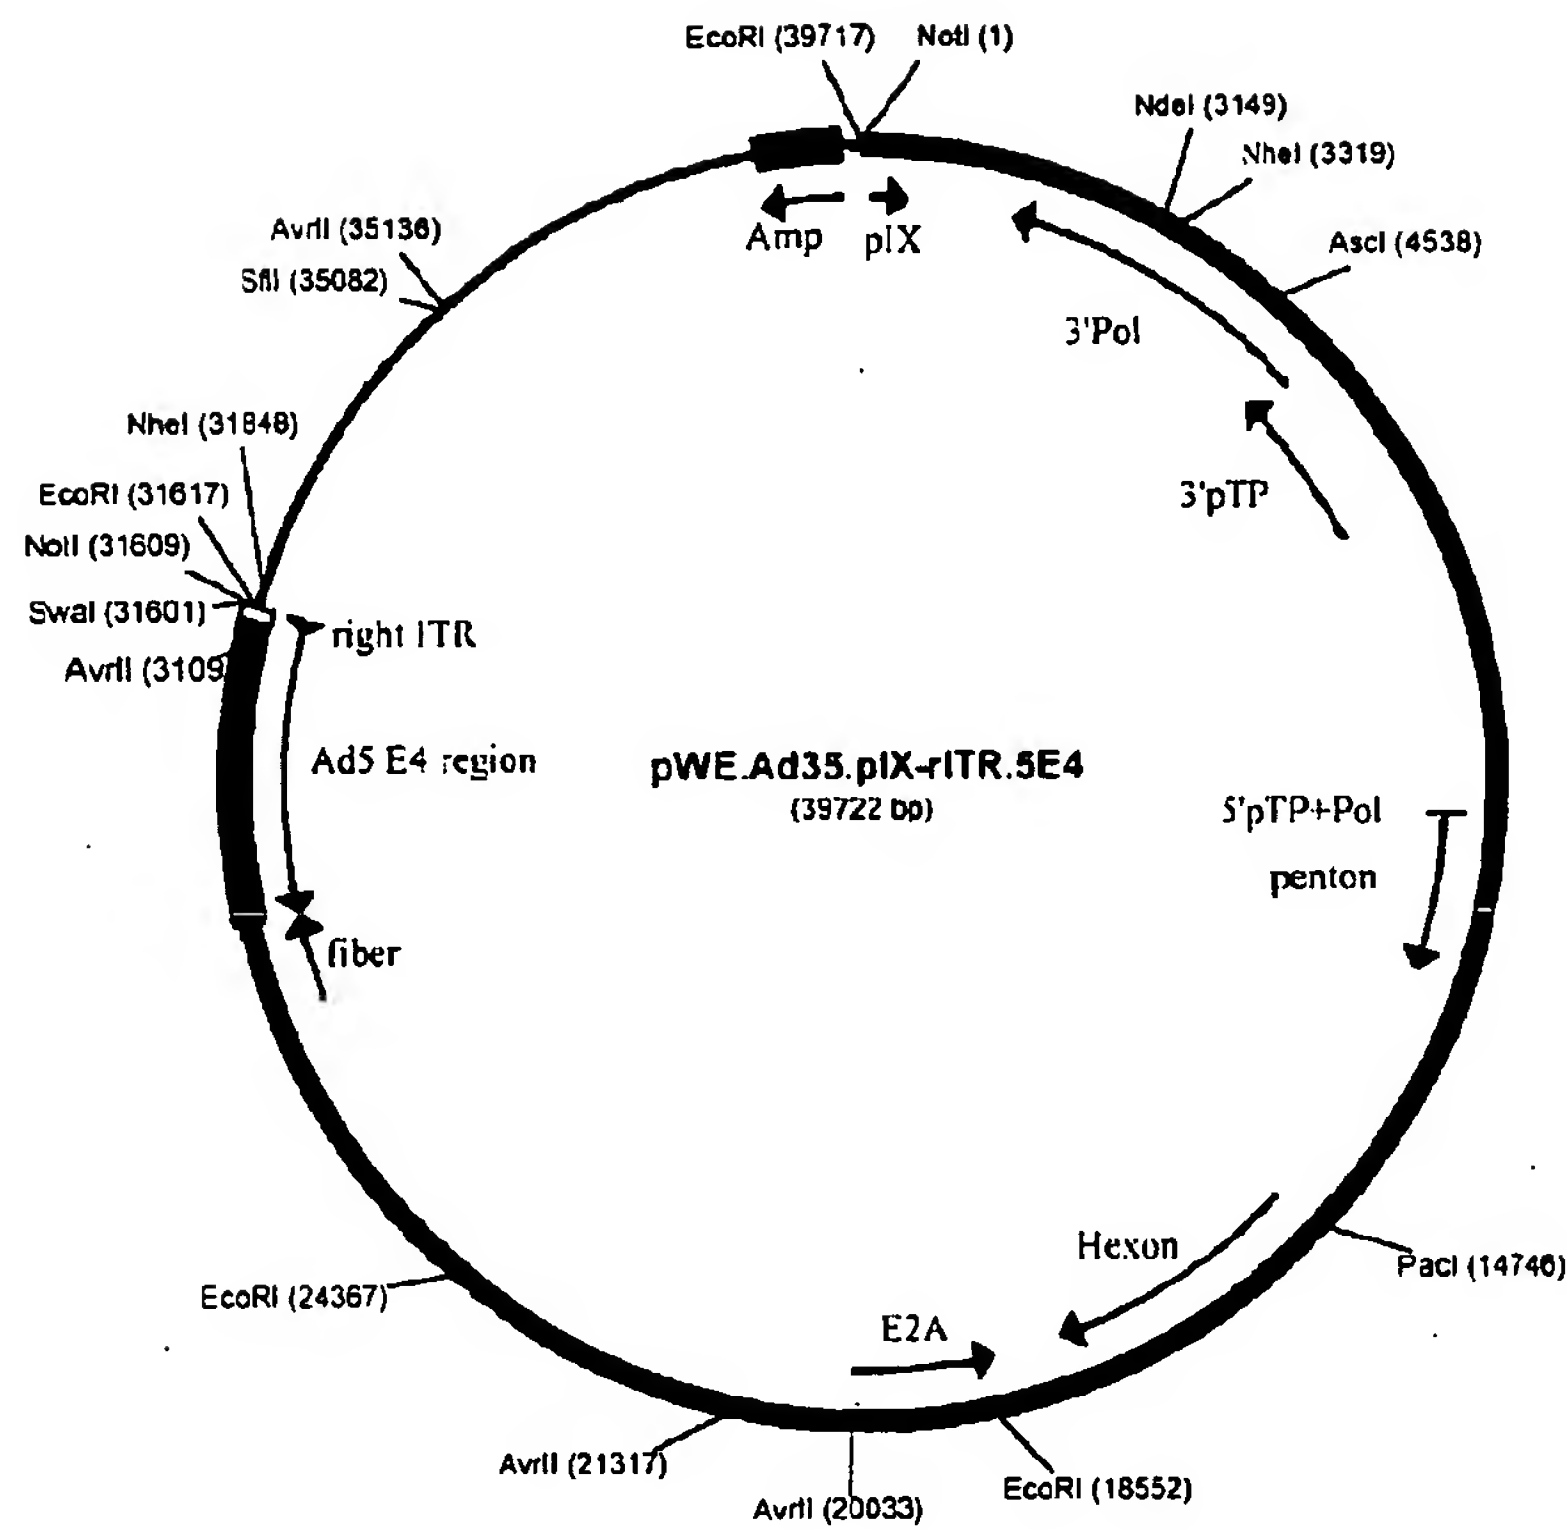 EcoRI (39717)
NotI (1)
NdeI (3149)
NheI (3319)
AscI (4538)
Amp
pIX
AvrII (35136)
SfiI (35082)
3'Pol
NheI (31848)
EcoRI (31617)
NotI (31609)
SwaI (31601)
AvrII (3109
3'pTP
right ITR
Ad5 E4 region
pWE.Ad35.pIX-rITR.5E4
(39722 bp)
5'pTP+Pol
penton
fiber
Hexon
PacI (14746)
EcoRI (24367)
E2A
AvrII (21317)
AvrII (20033)
EcoRI (18552)